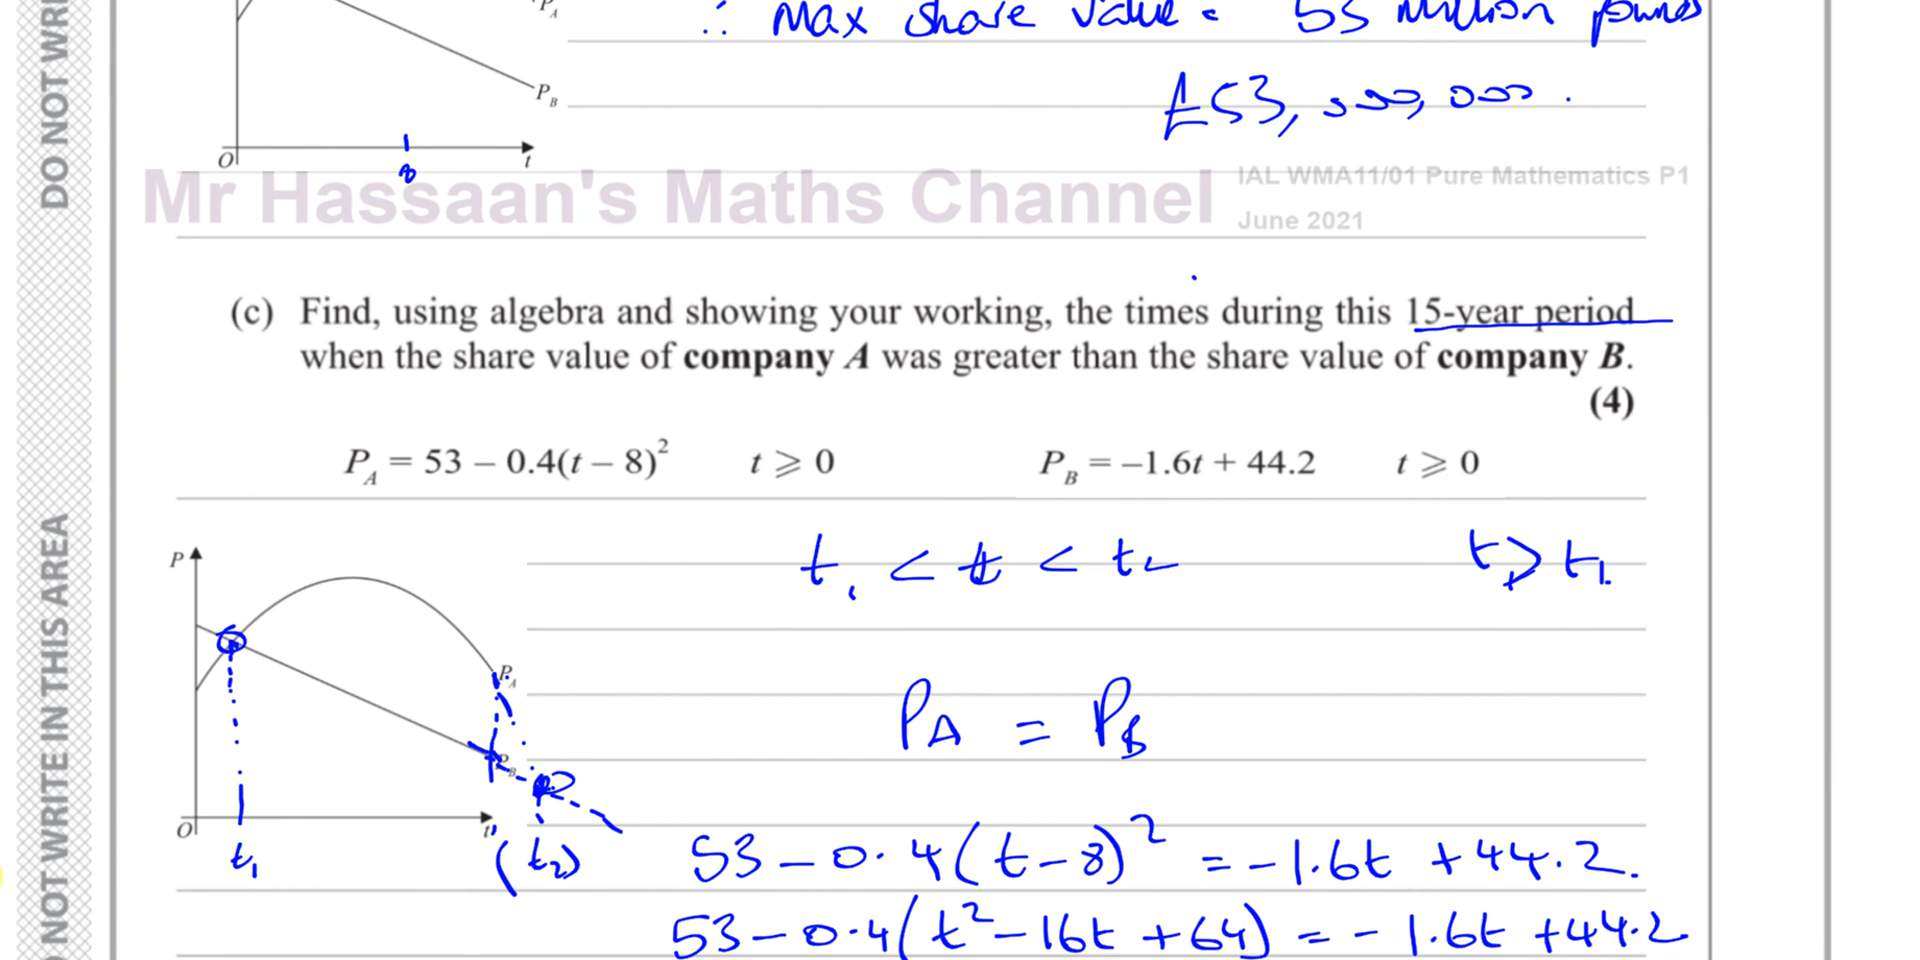 P_A
∴ Max share value = 53 million pounds
P_B
£53,000,000.
O
t
8
Mr Hassaan's Maths Channel
IAL WMA11/01 Pure Mathematics P1
June 2021
DO NOT WRI
(c) Find, using algebra and showing your working, the times during this 15-year period
when the share value of company A was greater than the share value of company B.
(4)
P_A = 53 – 0.4(t – 8)² t ⩾ 0 P_B = –1.6t + 44.2 t ⩾ 0
O NOT WRITE IN THIS AREA
P
t₁ < t < t₂ t > t₁.
P_A
P_A = P_B
P_B
O
t
t₁
(t₂)
53 – 0.4(t – 8)² = –1.6t + 44.2.
53 – 0.4(t² – 16t + 64) = – 1.6t + 44.2